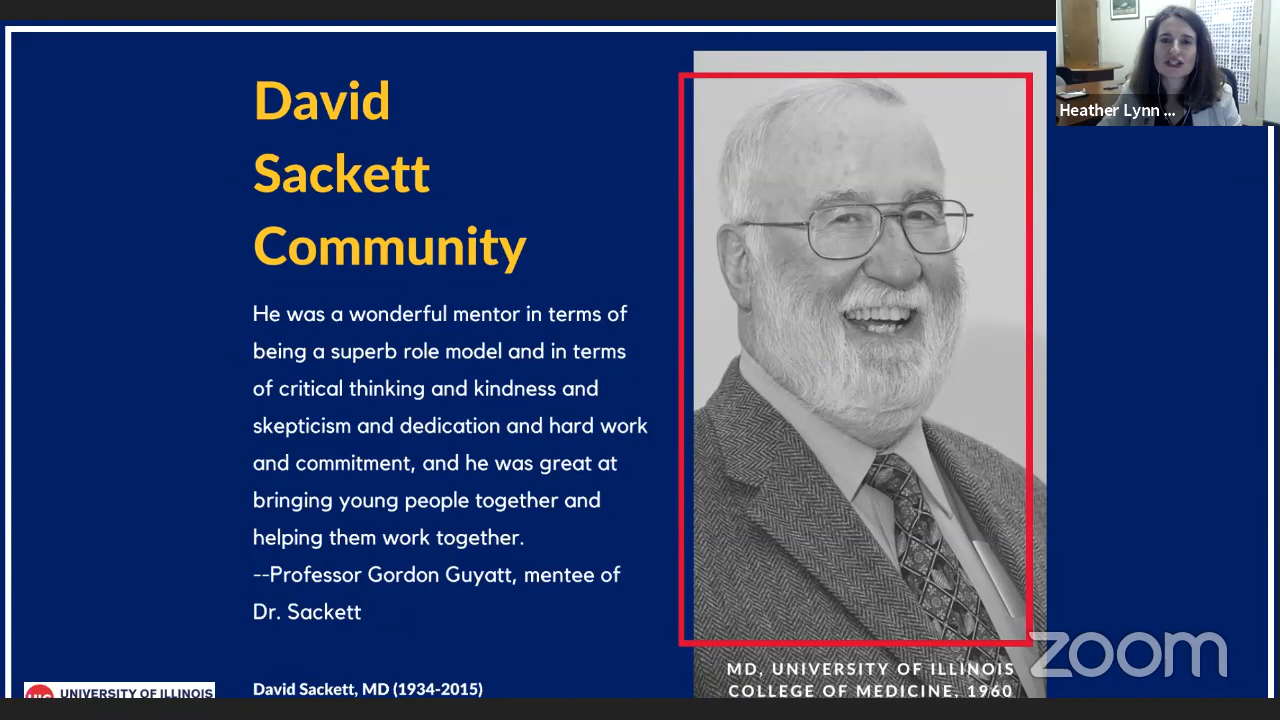 David
Sackett
Community
He was a wonderful mentor in terms of
being a superb role model and in terms
of critical thinking and kindness and
skepticism and dedication and hard work
and commitment, and he was great at
bringing young people together and
helping them work together.
--Professor Gordon Guyatt, mentee of
Dr. Sackett
David Sackett, MD (1934-2015)
UIC UNIVERSITY OF ILLINOIS
MD, UNIVERSITY OF ILLINOIS
COLLEGE OF MEDICINE, 1960
Heather Lynn ...
zoom